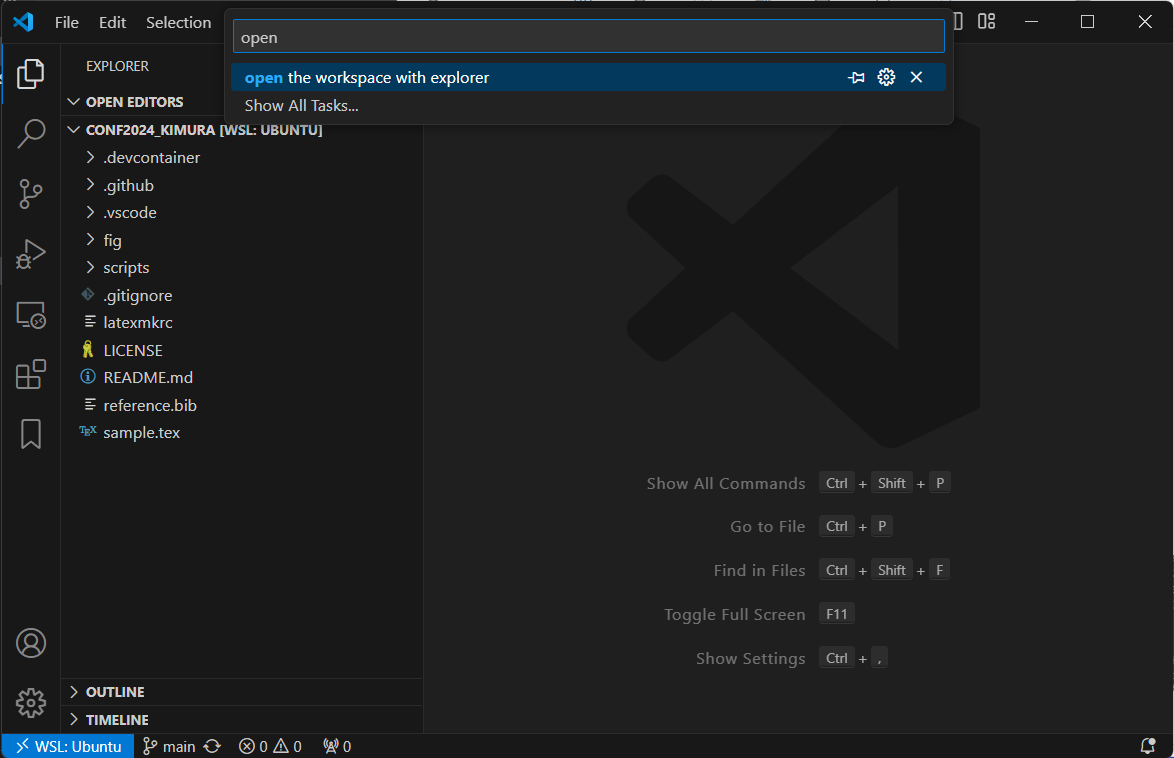 File Edit Selection
open
open the workspace with explorer
Show All Tasks...
EXPLORER
OPEN EDITORS
CONF2024_KIMURA [WSL: UBUNTU]
.devcontainer
.github
.vscode
fig
scripts
.gitignore
latexmkrc
LICENSE
README.md
reference.bib
TEX sample.tex
Show All Commands Ctrl + Shift + P
Go to File Ctrl + P
Find in Files Ctrl + Shift + F
Toggle Full Screen F11
Show Settings Ctrl + ,
OUTLINE
TIMELINE
WSL: Ubuntu main 0 0 0